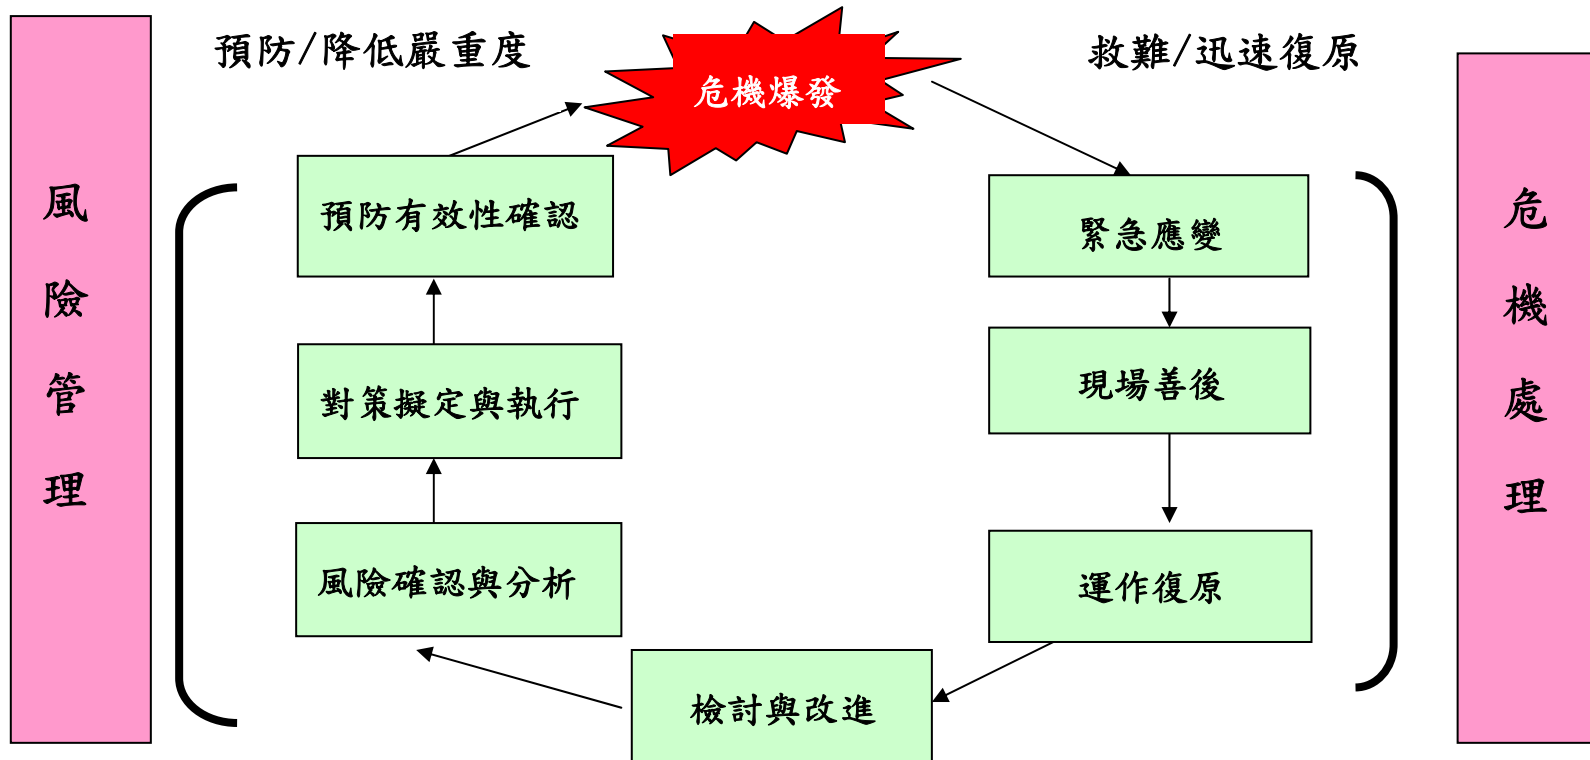 預防/降低嚴重度
危機爆發
救難/迅速復原
風險管理
預防有效性確認
對策擬定與執行
風險確認與分析
緊急應變
現場善後
運作復原
檢討與改進
危機處理